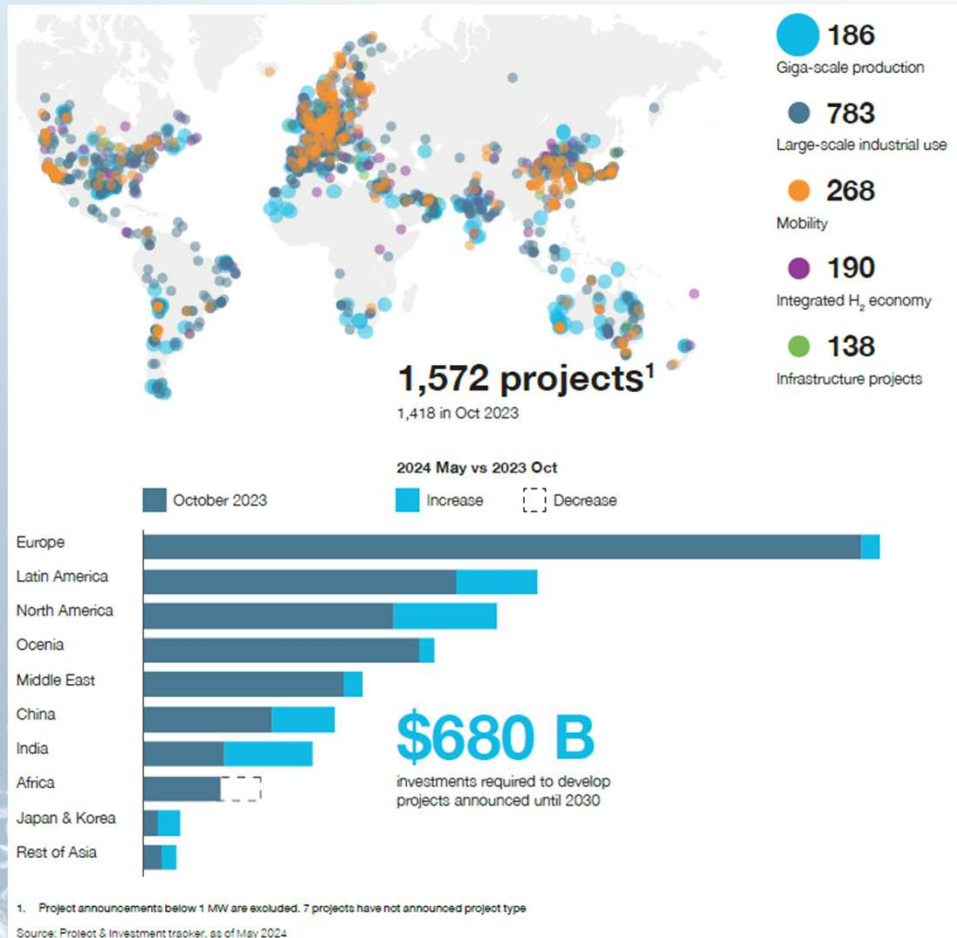 186
Giga-scale production
783
Large-scale industrial use
268
Mobility
190
Integrated H₂ economy
138
Infrastructure projects
1,572 projects¹
1,418 in Oct 2023
2024 May vs 2023 Oct
October 2023
Increase
Decrease
Europe
Latin America
North America
Ocenia
Middle East
China
India
Africa
Japan & Korea
Rest of Asia
$680 B
investments required to develop
projects announced until 2030
1. Project announcements below 1 MW are excluded. 7 projects have not announced project type
Source: Project & Investment tracker, as of May 2024